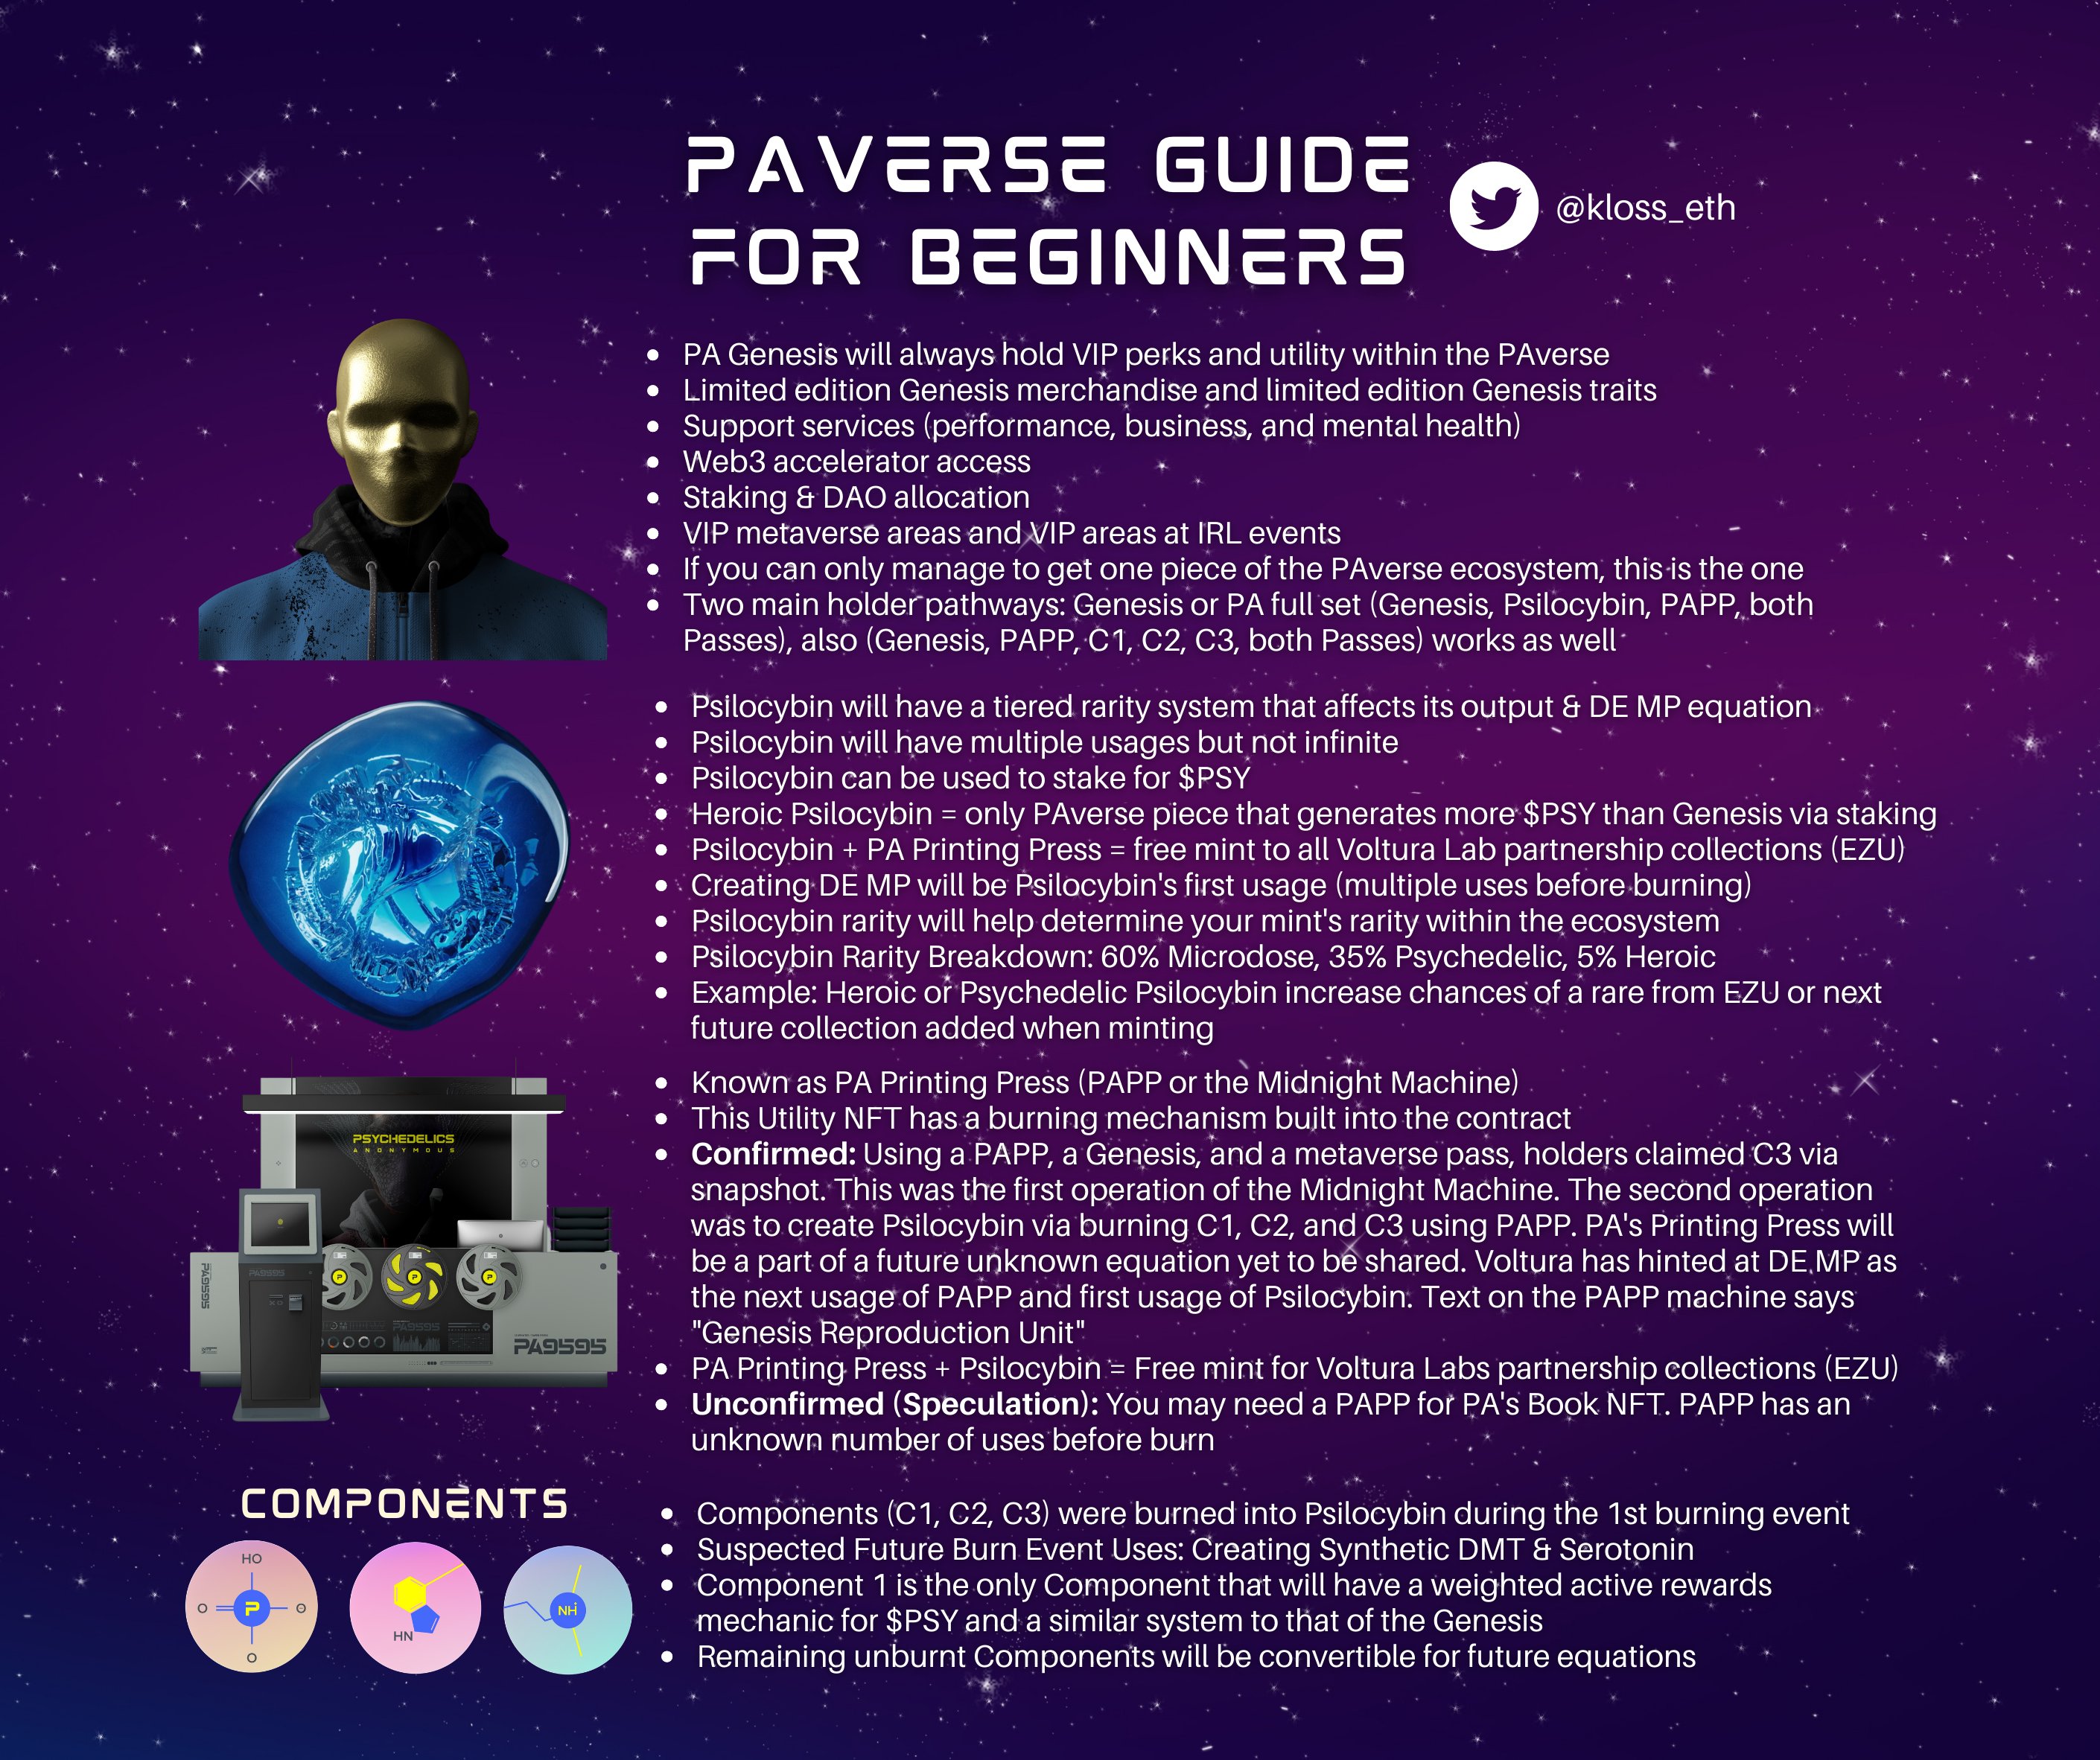 PAVERSE GUIDE
FOR BEGINNERS
@kloss_eth
PA Genesis will always hold VIP perks and utility within the PAverse
Limited edition Genesis merchandise and limited edition Genesis traits
Support services (performance, business, and mental health)
Web3 accelerator access
Staking & DAO allocation
VIP metaverse areas and VIP areas at IRL events
If you can only manage to get one piece of the PAverse ecosystem, this is the one
Two main holder pathways: Genesis or PA full set (Genesis, Psilocybin, PAPP, both
Passes), also (Genesis, PAPP, C1, C2, C3, both Passes) works as well
Psilocybin will have a tiered rarity system that affects its output & DE MP equation
Psilocybin will have multiple usages but not infinite
Psilocybin can be used to stake for $PSY
Heroic Psilocybin = only PAverse piece that generates more $PSY than Genesis via staking
Psilocybin + PA Printing Press = free mint to all Voltura Lab partnership collections (EZU)
Creating DE MP will be Psilocybin's first usage (multiple uses before burning)
Psilocybin rarity will help determine your mint's rarity within the ecosystem
Psilocybin Rarity Breakdown: 60% Microdose, 35% Psychedelic, 5% Heroic
Example: Heroic or Psychedelic Psilocybin increase chances of a rare from EZU or next
future collection added when minting
PSYCHEDELICS
ANONYMOUS
PA9595
PA9595
PA9595
PA9595
Known as PA Printing Press (PAPP or the Midnight Machine)
This Utility NFT has a burning mechanism built into the contract
Confirmed: Using a PAPP, a Genesis, and a metaverse pass, holders claimed C3 via
snapshot. This was the first operation of the Midnight Machine. The second operation
was to create Psilocybin via burning C1, C2, and C3 using PAPP. PA's Printing Press will
be a part of a future unknown equation yet to be shared. Voltura has hinted at DE MP as
the next usage of PAPP and first usage of Psilocybin. Text on the PAPP machine says
"Genesis Reproduction Unit"
PA Printing Press + Psilocybin = Free mint for Voltura Labs partnership collections (EZU)
Unconfirmed (Speculation): You may need a PAPP for PA's Book NFT. PAPP has an
unknown number of uses before burn
COMPONENTS
HO
O P O
O
HN
NH
Components (C1, C2, C3) were burned into Psilocybin during the 1st burning event
Suspected Future Burn Event Uses: Creating Synthetic DMT & Serotonin
Component 1 is the only Component that will have a weighted active rewards
mechanic for $PSY and a similar system to that of the Genesis
Remaining unburnt Components will be convertible for future equations